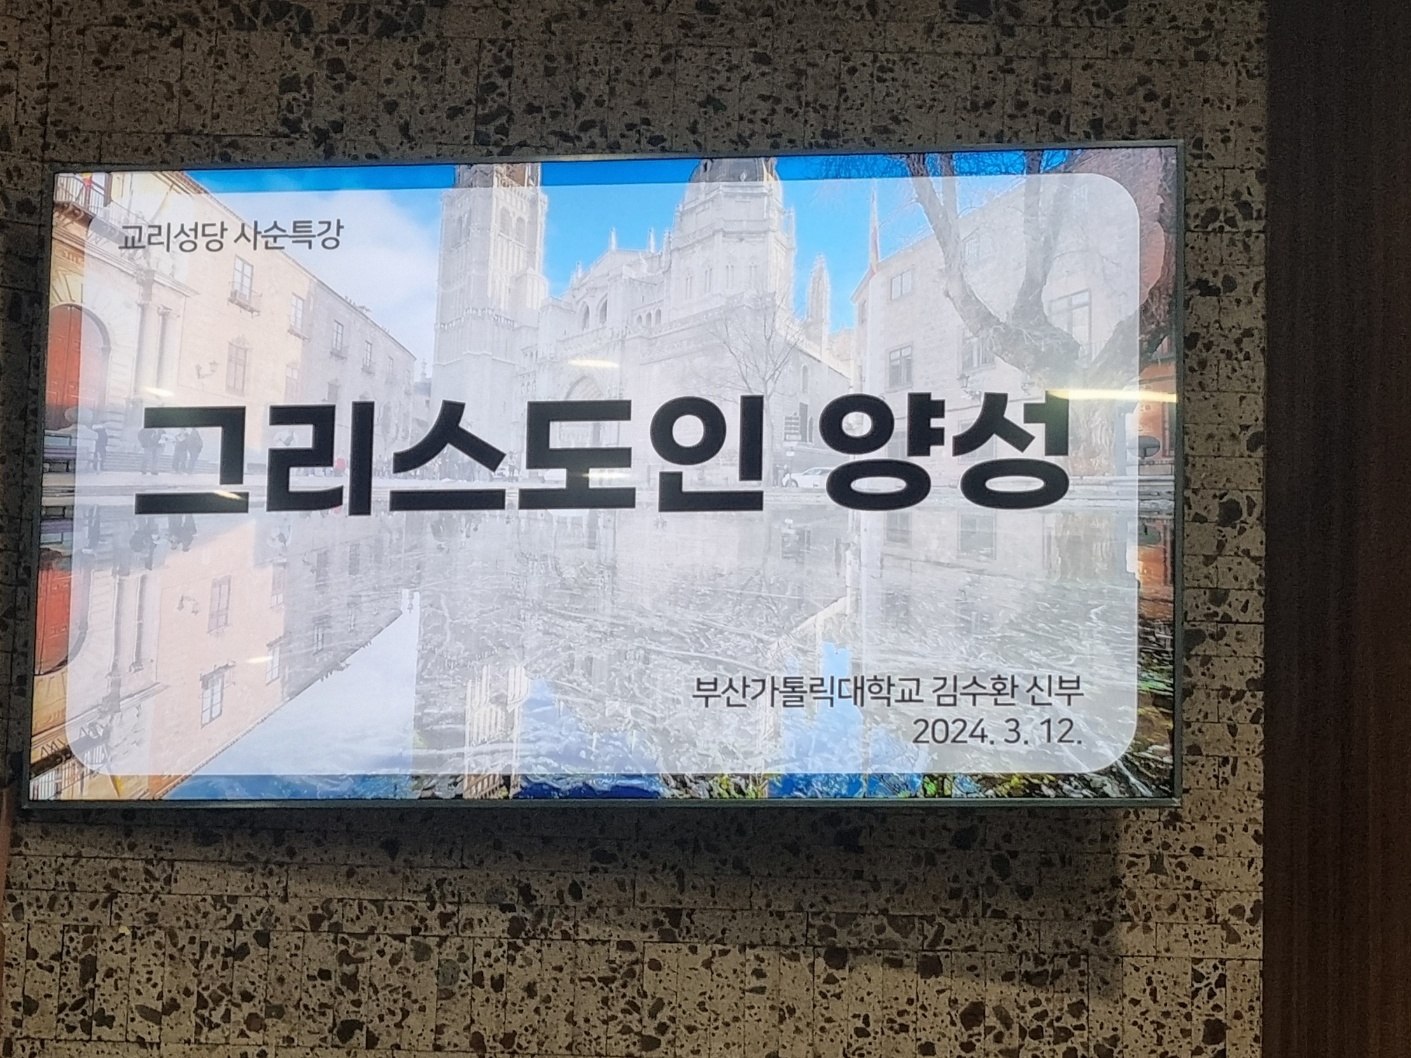 교리성당 사순특강
그리스도인 양성
부산가톨릭대학교 김수환 신부
2024. 3. 12.